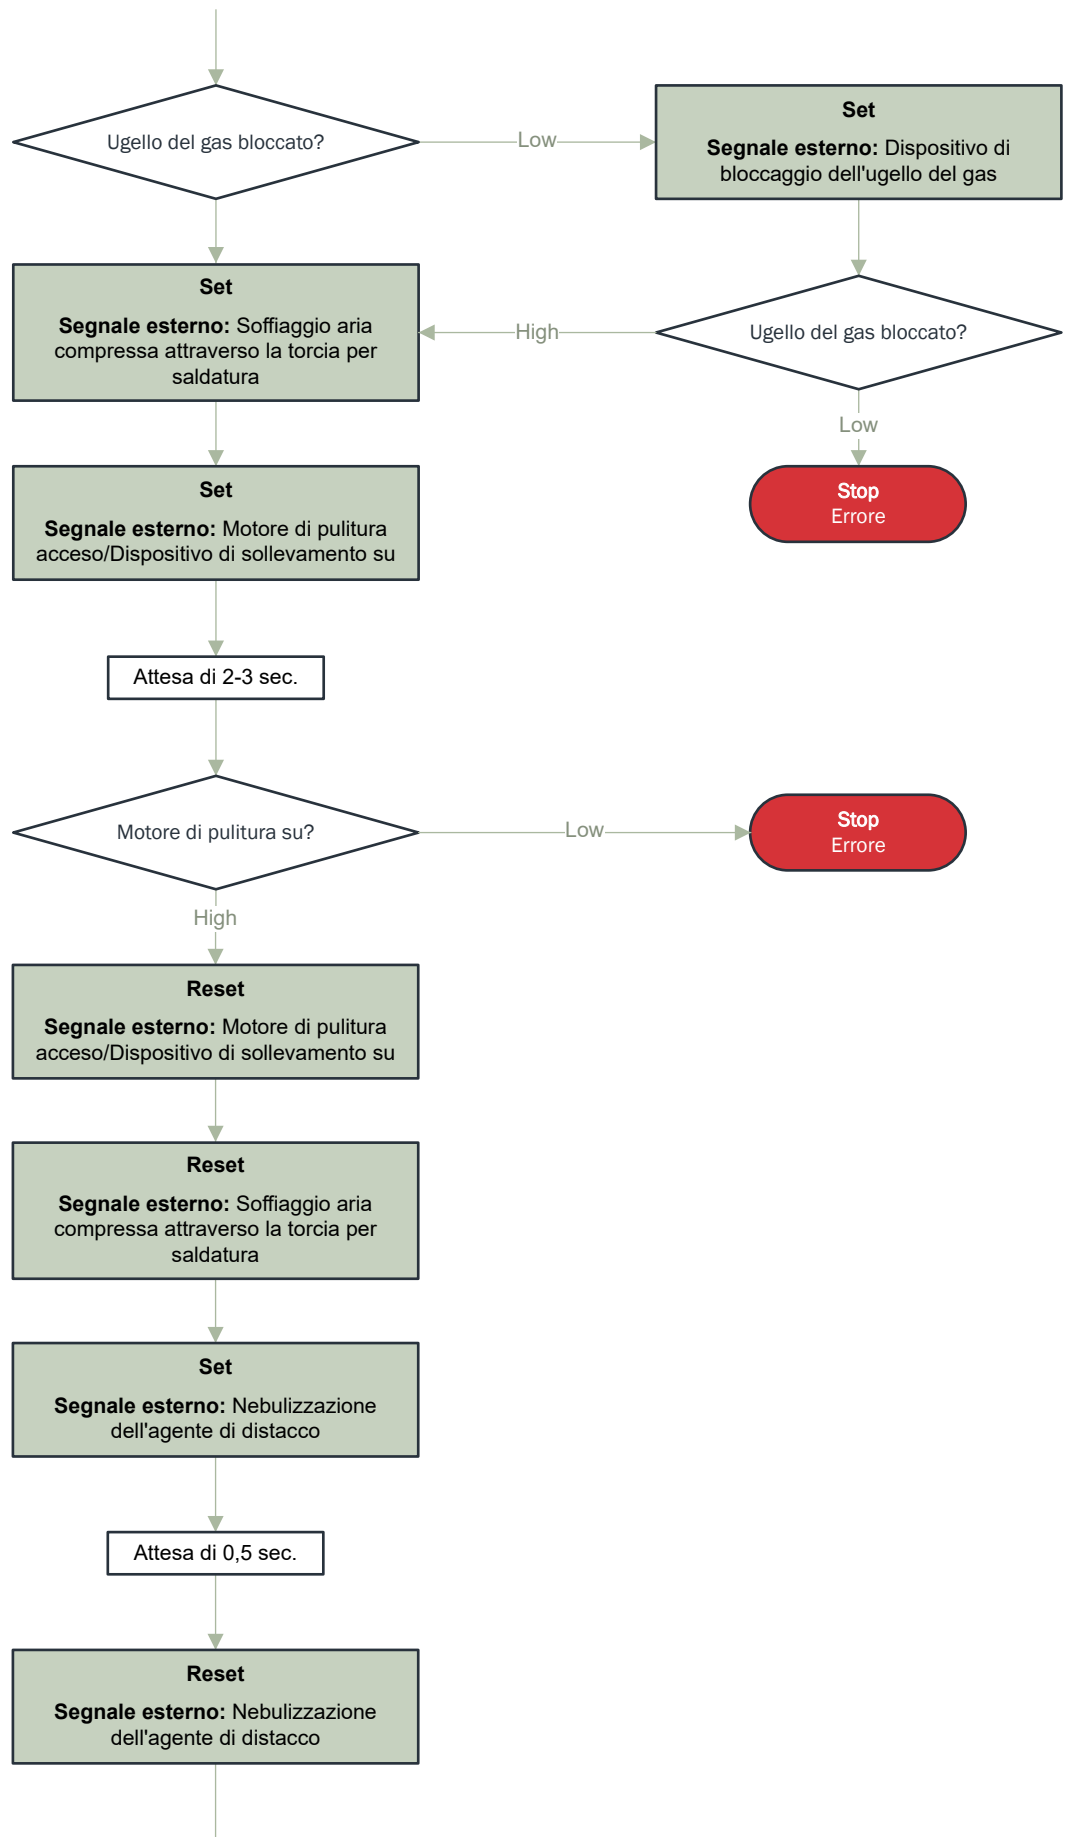 Ugello del gas bloccato?
Low
Set
Segnale esterno: Dispositivo di
bloccaggio dell'ugello del gas
Set
Segnale esterno: Soffiaggio aria
compressa attraverso la torcia per
saldatura
High
Ugello del gas bloccato?
Low
Stop
Errore
Set
Segnale esterno: Motore di pulitura
acceso/Dispositivo di sollevamento su
Attesa di 2-3 sec.
Motore di pulitura su?
Low
Stop
Errore
High
Reset
Segnale esterno: Motore di pulitura
acceso/Dispositivo di sollevamento su
Reset
Segnale esterno: Soffiaggio aria
compressa attraverso la torcia per
saldatura
Set
Segnale esterno: Nebulizzazione
dell'agente di distacco
Attesa di 0,5 sec.
Reset
Segnale esterno: Nebulizzazione
dell'agente di distacco